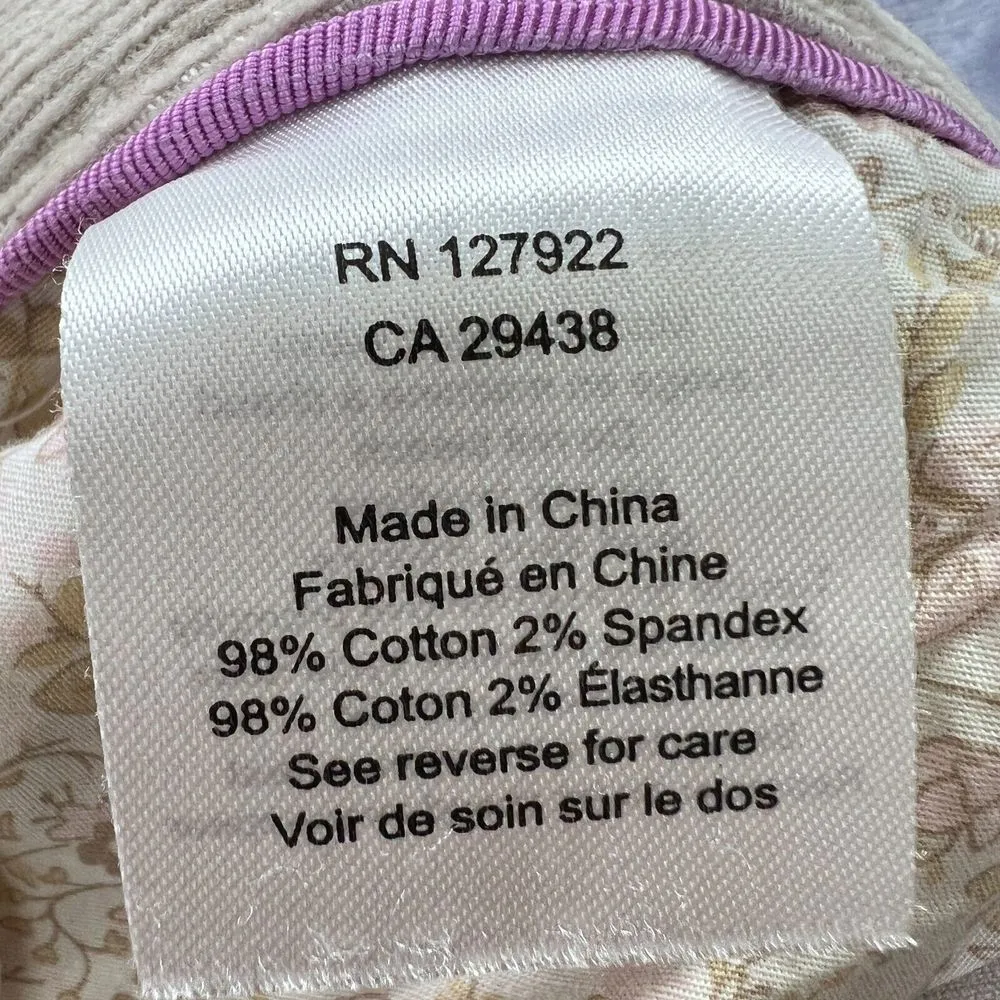 RN 127922
CA 29438
Made in China
Fabriqué en Chine
98% Cotton 2% Spandex
98% Coton 2% Élasthanne
See reverse for care
Voir de soin sur le dos